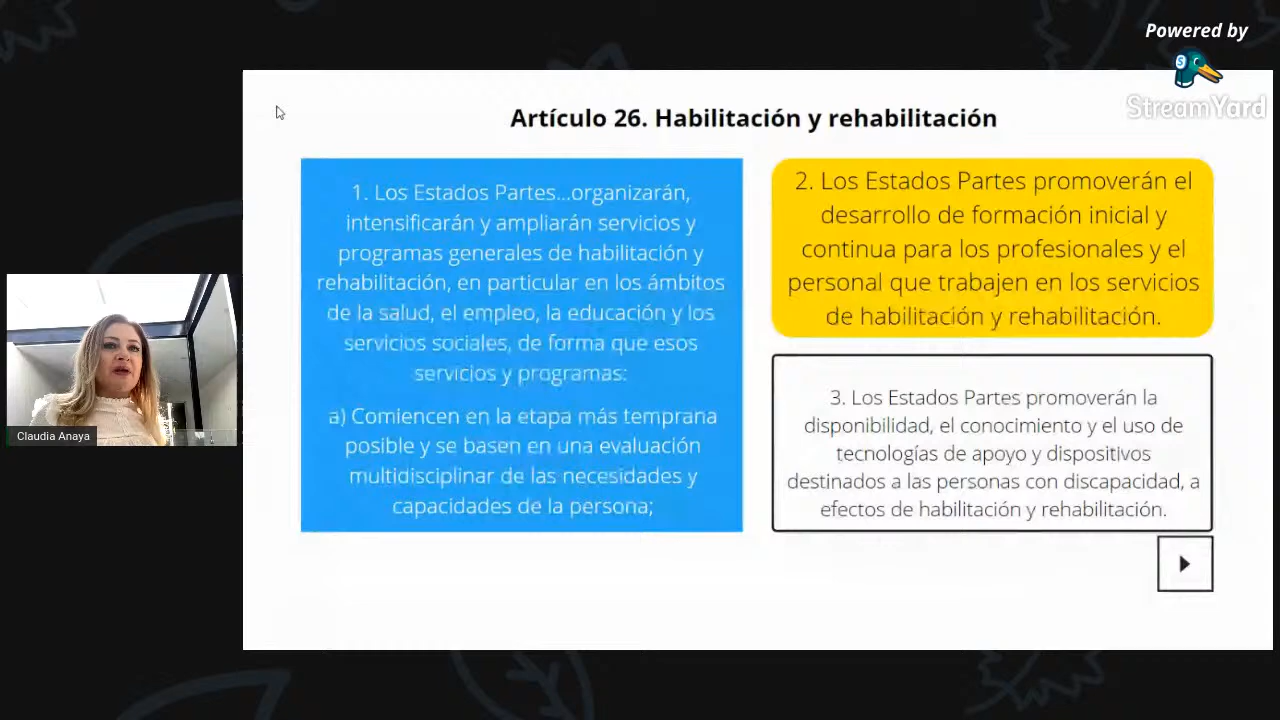 Powered by
StreamYard
Artículo 26. Habilitación y rehabilitación
1. Los Estados Partes...organizarán,
intensificarán y ampliarán servicios y
programas generales de habilitación y
rehabilitación, en particular en los ámbitos
de la salud, el empleo, la educación y los
servicios sociales, de forma que esos
servicios y programas:
a) Comiencen en la etapa más temprana
posible y se basen en una evaluación
multidisciplinar de las necesidades y
capacidades de la persona;
2. Los Estados Partes promoverán el
desarrollo de formación inicial y
continua para los profesionales y el
personal que trabajen en los servicios
de habilitación y rehabilitación.
3. Los Estados Partes promoverán la
disponibilidad, el conocimiento y el uso de
tecnologías de apoyo y dispositivos
destinados a las personas con discapacidad, a
efectos de habilitación y rehabilitación.
Claudia Anaya